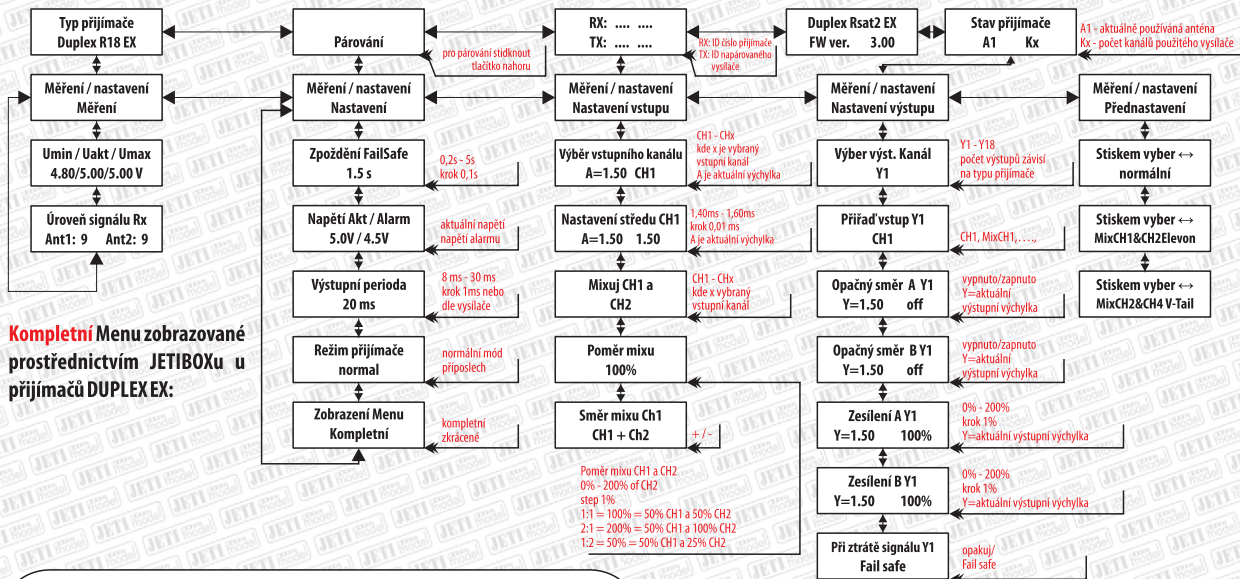 Typ přijímače
Duplex R18 EX
Párování
pro párování stidknout
tlačítko nahoru
RX: .... ....
TX: .... ....
RX: ID číslo přijímače
TX: ID napárovaného
vysílače
Duplex Rsat2 EX
FW ver. 3.00
Stav přijímače
A1 Kx
A1 - aktuálně používáná anténa
Kx - počet kanálů použitého vysílače
Měření / nastavení
Měření
Měření / nastavení
Nastavení
Měření / nastavení
Nastavení vstupu
Měření / nastavení
Nastavení výstupu
Měření / nastavení
Přednastavení
Umin / Uakt / Umax
4.80/5.00/5.00 V
Úroveň signálu Rx
Ant1: 9 Ant2: 9
Kompletní Menu zobrazované
prostřednictvím JETIBOXu u
přijímačů DUPLEX EX:
Zpoždění FailSafe
1.5 s
0,2s - 5s
krok 0,1s
Napětí Akt / Alarm
5.0V / 4.5V
aktuální napětí
napětí alarmu
Výstupní perioda
20 ms
8 ms - 30 ms
krok 1ms nebo
dle vysílače
Režim přijímače
normal
normální mód
příposlech
Zobrazení Menu
Kompletní
kompletní
zkrácené
Výběr vstupního kanálu
A=1.50 CH1
CH1 - CHx
kde x je vybraný
vstupní kanál
A je aktuální výchylka
Nastavení středu CH1
A=1.50 1.50
1,40ms - 1,60ms
krok 0,01 ms
A je aktuální výchylka
Mixuj CH1 a
CH2
CH1 - CHx
kde x vybraný
vstupní kanál
Poměr mixu
100%
Směr mixu Ch1
CH1 + Ch2
+ / -
Poměr mixu CH1 a CH2
0% - 200% of CH2
step 1%
1:1 = 100% = 50% CH1 a 50% CH2
2:1 = 200% = 50% CH1 a 100% CH2
1:2 = 50% = 50% CH1 a 25% CH2
Výber výst. Kanál
Y1
Y1 - Y18
počet výstupů závisí
na typu přijímače
Přiřaď vstup Y1
CH1
CH1, MixCH1,....,
Opačný směr A Y1
Y=1.50 off
vypnuto/zapnuto
Y=aktuální
výstupní výchylka
Opačný směr B Y1
Y=1.50 off
vypnuto/zapnuto
Y=aktuální
výstupní výchylka
Zesílení A Y1
Y=1.50 100%
0% - 200%
krok 1%
Y=aktuální výstupní výchylka
Zesílení B Y1
Y=1.50 100%
0% - 200%
krok 1%
Y=aktuální výstupní výchylka
Při ztrátě signálu Y1
Fail safe
opakuj/
Fail safe
Stiskem vyber ↔
normální
Stiskem vyber ↔
MixCH1&CH2Elevon
Stiskem vyber ↔
MixCH2&CH4 V-Tail